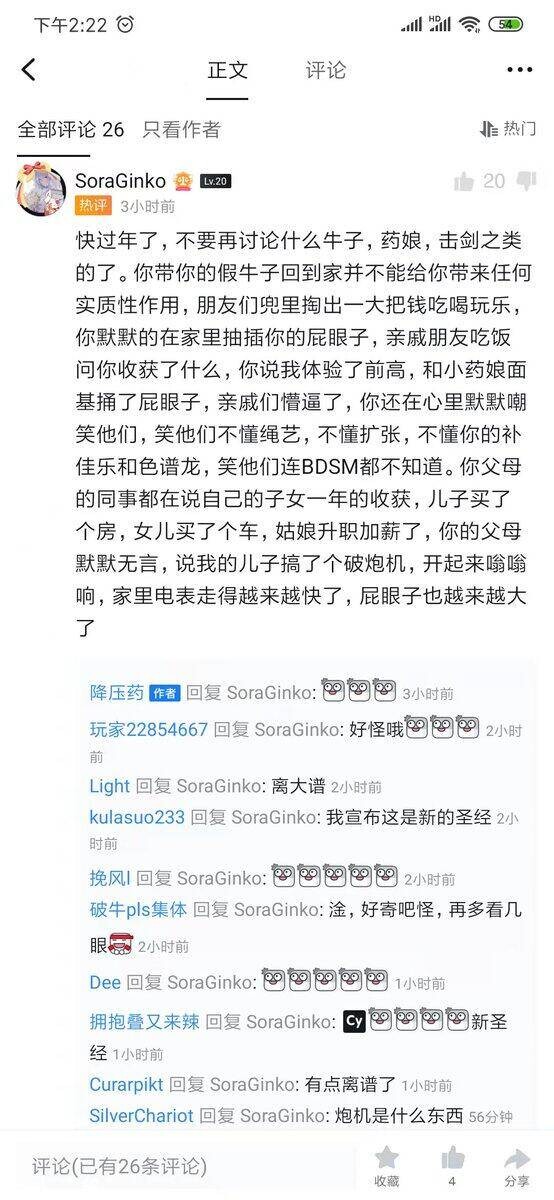 下午2:22
HD
54
正文
评论
全部评论 26
只看作者
热门
SoraGinko
Lv.20
热评
3小时前
20
快过年了，不要再讨论什么牛子，药娘，击剑之类
的了。你带你的假牛子回到家并不能给你带来任何
实质性作用，朋友们兜里掏出一大把钱吃喝玩乐，
你默默的在家里抽插你的屁眼子，亲戚朋友吃饭
问你收获了什么，你说我体验了前高，和小药娘面
基捅了屁眼子，亲戚们懵逼了，你还在心里默默嘲
笑他们，笑他们不懂绳艺，不懂扩张，不懂你的补
佳乐和色谱龙，笑他们连BDSM都不知道。你父母
的同事都在说自己的子女一年的收获，儿子买了
个房，女儿买了个车，姑娘升职加薪了，你的父母
默默无言，说我的儿子搞了个破炮机，开起来嗡嗡
响，家里电表走得越来越快了，屁眼子也越来越大
了
降压药 作者 回复 SoraGinko: 3小时前
玩家22854667 回复 SoraGinko: 好怪哦 2小时
前
Light 回复 SoraGinko: 离大谱 2小时前
kulasuo233 回复 SoraGinko: 我宣布这是新的圣经 2小
时前
挽风l 回复 SoraGinko: 2小时前
破牛pls集体 回复 SoraGinko: 淦，好寄吧怪，再多看几
眼 2小时前
Dee 回复 SoraGinko: 1小时前
拥抱叠又来辣 回复 SoraGinko: Cy 新圣
经 1小时前
Curarpikt 回复 SoraGinko: 有点离谱了 1小时前
SilverChariot 回复 SoraGinko: 炮机是什么东西 56分钟
评论(已有26条评论)
收藏
4
分享